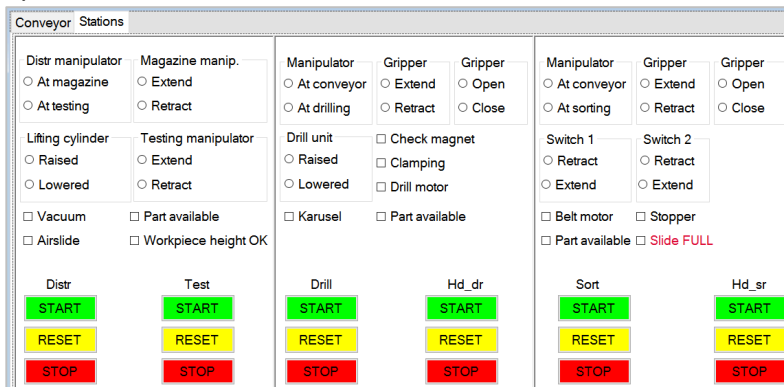 Conveyor Stations
Distr manipulator Magazine manip.
At magazine Extend
At testing Retract
Lifting cylinder Testing manipulator
Raised Extend
Lowered Retract
Vacuum Part available
Airslide Workpiece height OK
Distr Test
START START
RESET RESET
STOP STOP
Manipulator Gripper Gripper
At conveyor Extend Open
At drilling Retract Close
Drill unit Check magnet
Raised Clamping
Lowered Drill motor
Karusel Part available
Drill Hd_dr
START START
RESET RESET
STOP STOP
Manipulator Gripper Gripper
At conveyor Extend Open
At sorting Retract Close
Switch 1 Switch 2
Retract Retract
Extend Extend
Belt motor Stopper
Part available Slide FULL
Sort Hd_sr
START START
RESET RESET
STOP STOP